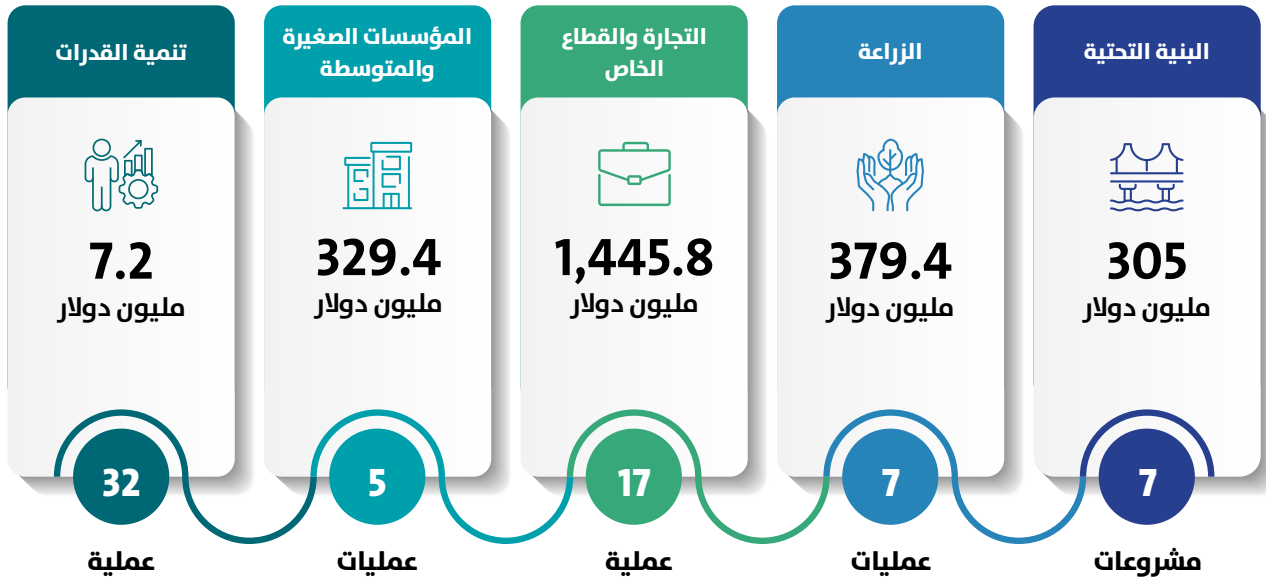 البنية التحتية
305
مليون دولار
7
مشروعات
الزراعة
379.4
مليون دولار
7
عمليات
التجارة والقطاع
الخاص
1,445.8
مليون دولار
17
عملية
المؤسسات الصغيرة
والمتوسطة
329.4
مليون دولار
5
عمليات
تنمية القدرات
7.2
مليون دولار
32
عملية